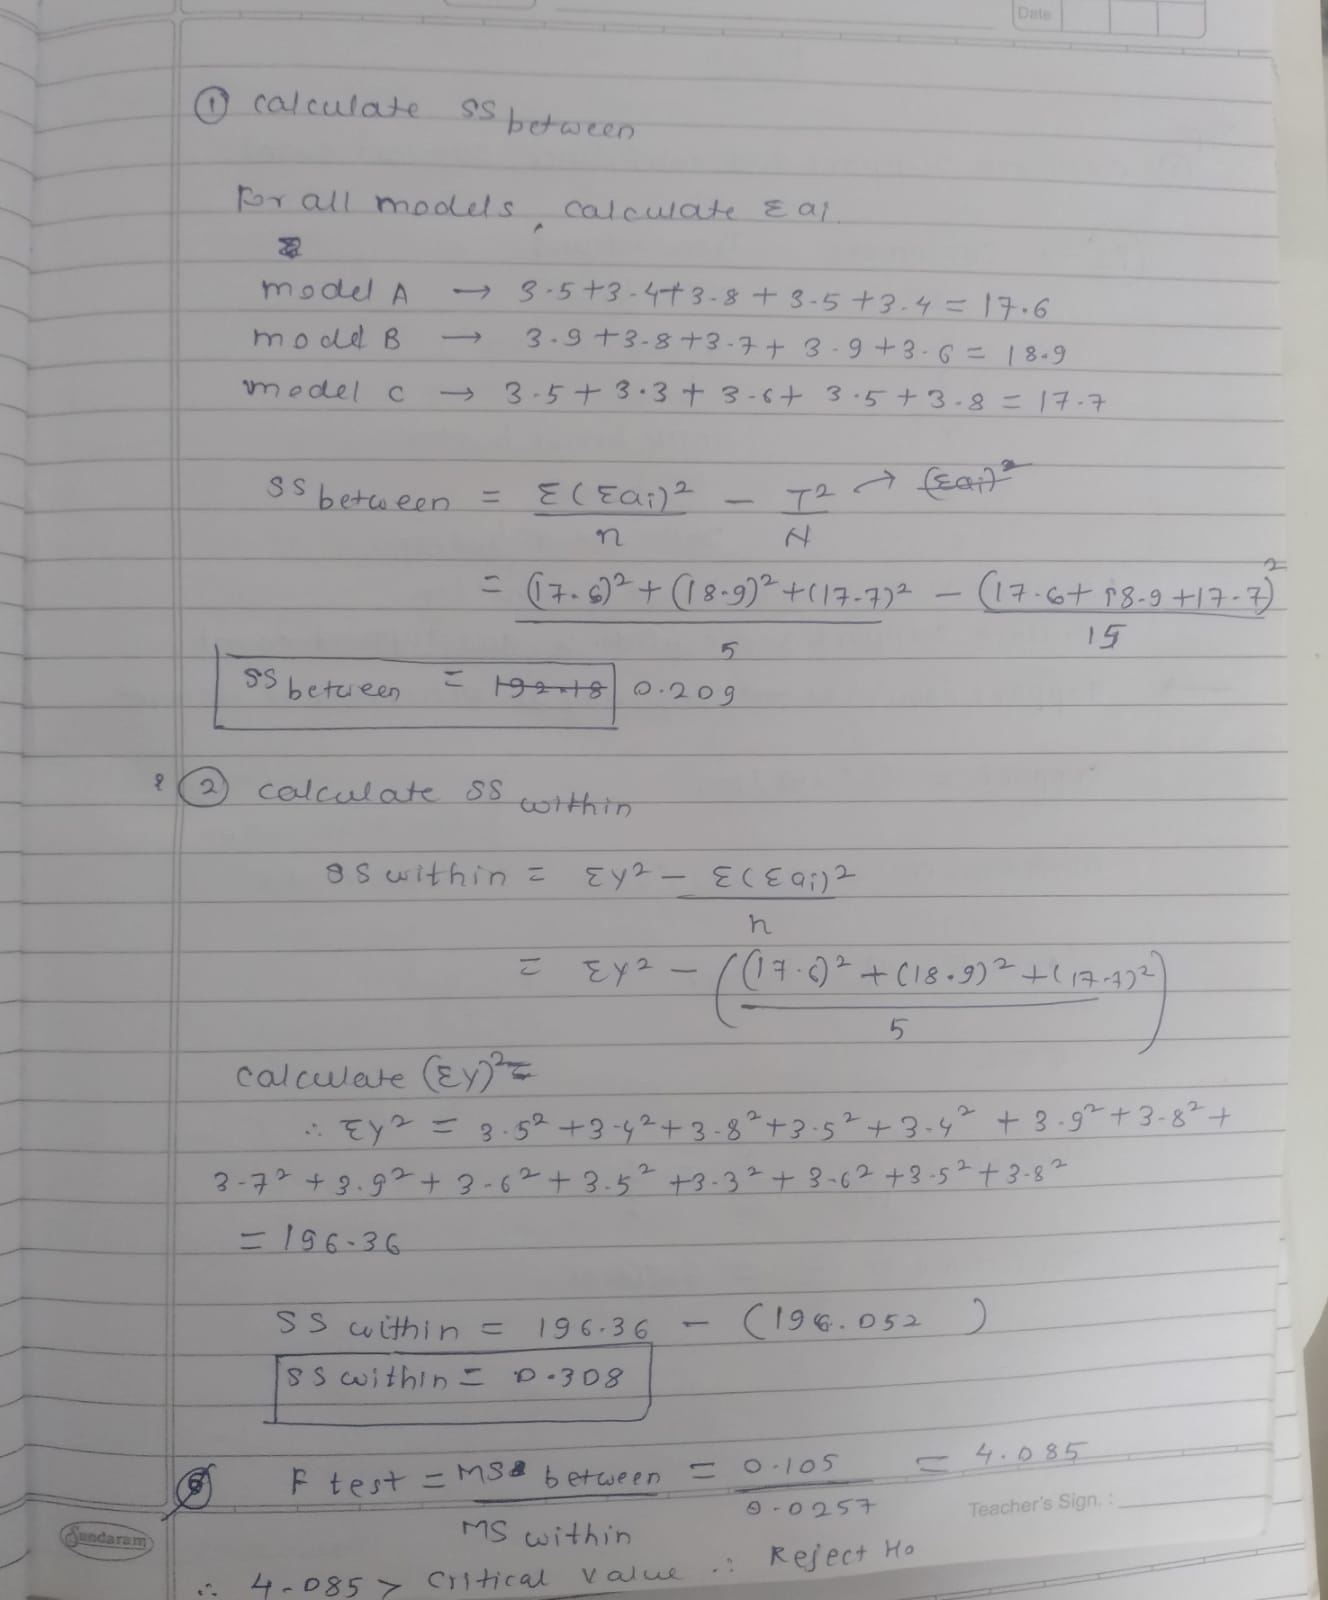 Date
① calculate SS between
For all models, calculate Σai
model A → 3.5+3.4+3.8+3.5+3.4 = 17.6
model B → 3.9+3.8+3.7+3.9+3.6 = 18.9
model C → 3.5+3.3+3.6+3.5+3.8 = 17.7
SS between = Σ(Σai)² / n - T² / N → (Σai)²
= (17.6)²+(18.9)²+(17.7)² / 5 - (17.6+18.9+17.7)² / 15
SS between = 192.18 0.209
② calculate SS within
SS within = ΣY² - Σ(Σai)² / n
= ΣY² - ((17.6)²+(18.9)²+(17.7)² / 5)
calculate (ΣY)² =
∴ ΣY² = 3.5²+3.4²+3.8²+3.5²+3.4²+3.9²+3.8²+
3.7²+3.9²+3.6²+3.5²+3.3²+3.6²+3.5²+3.8²
= 196.36
SS within = 196.36 - (196.052)
SS within = 0.308
F test = MS between / MS within = 0.105 / 0.0257 = 4.085
Teacher's Sign. :
Sundaram
∴ 4.085 > critical value ∴ Reject Ho